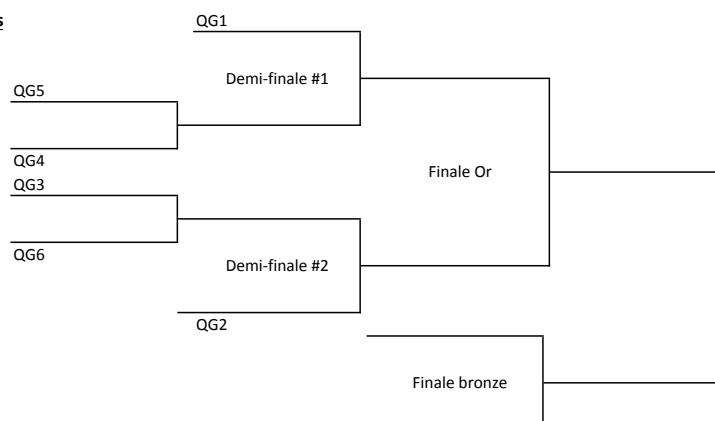 QG1
Demi-finale #1
QG5
QG4
QG3
Finale Or
QG6
Demi-finale #2
QG2
Finale bronze